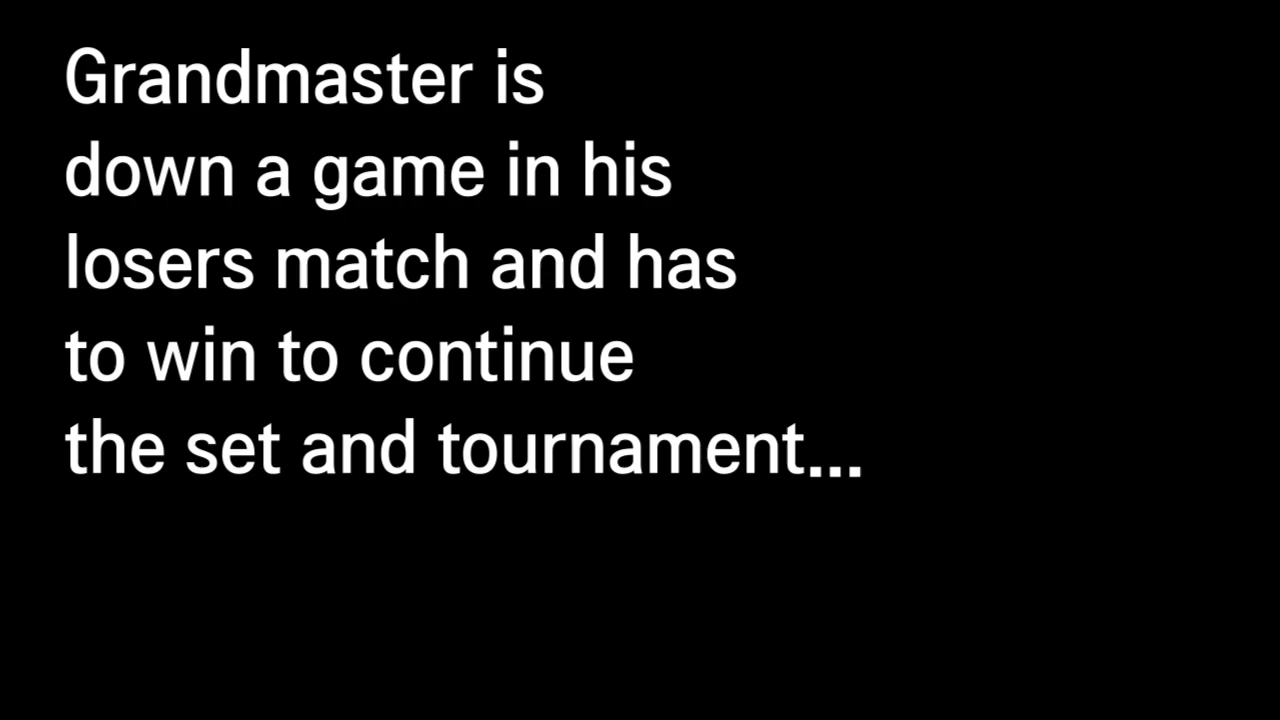 Grandmaster is
down a game in his
losers match and has
to win to continue
the set and tournament...